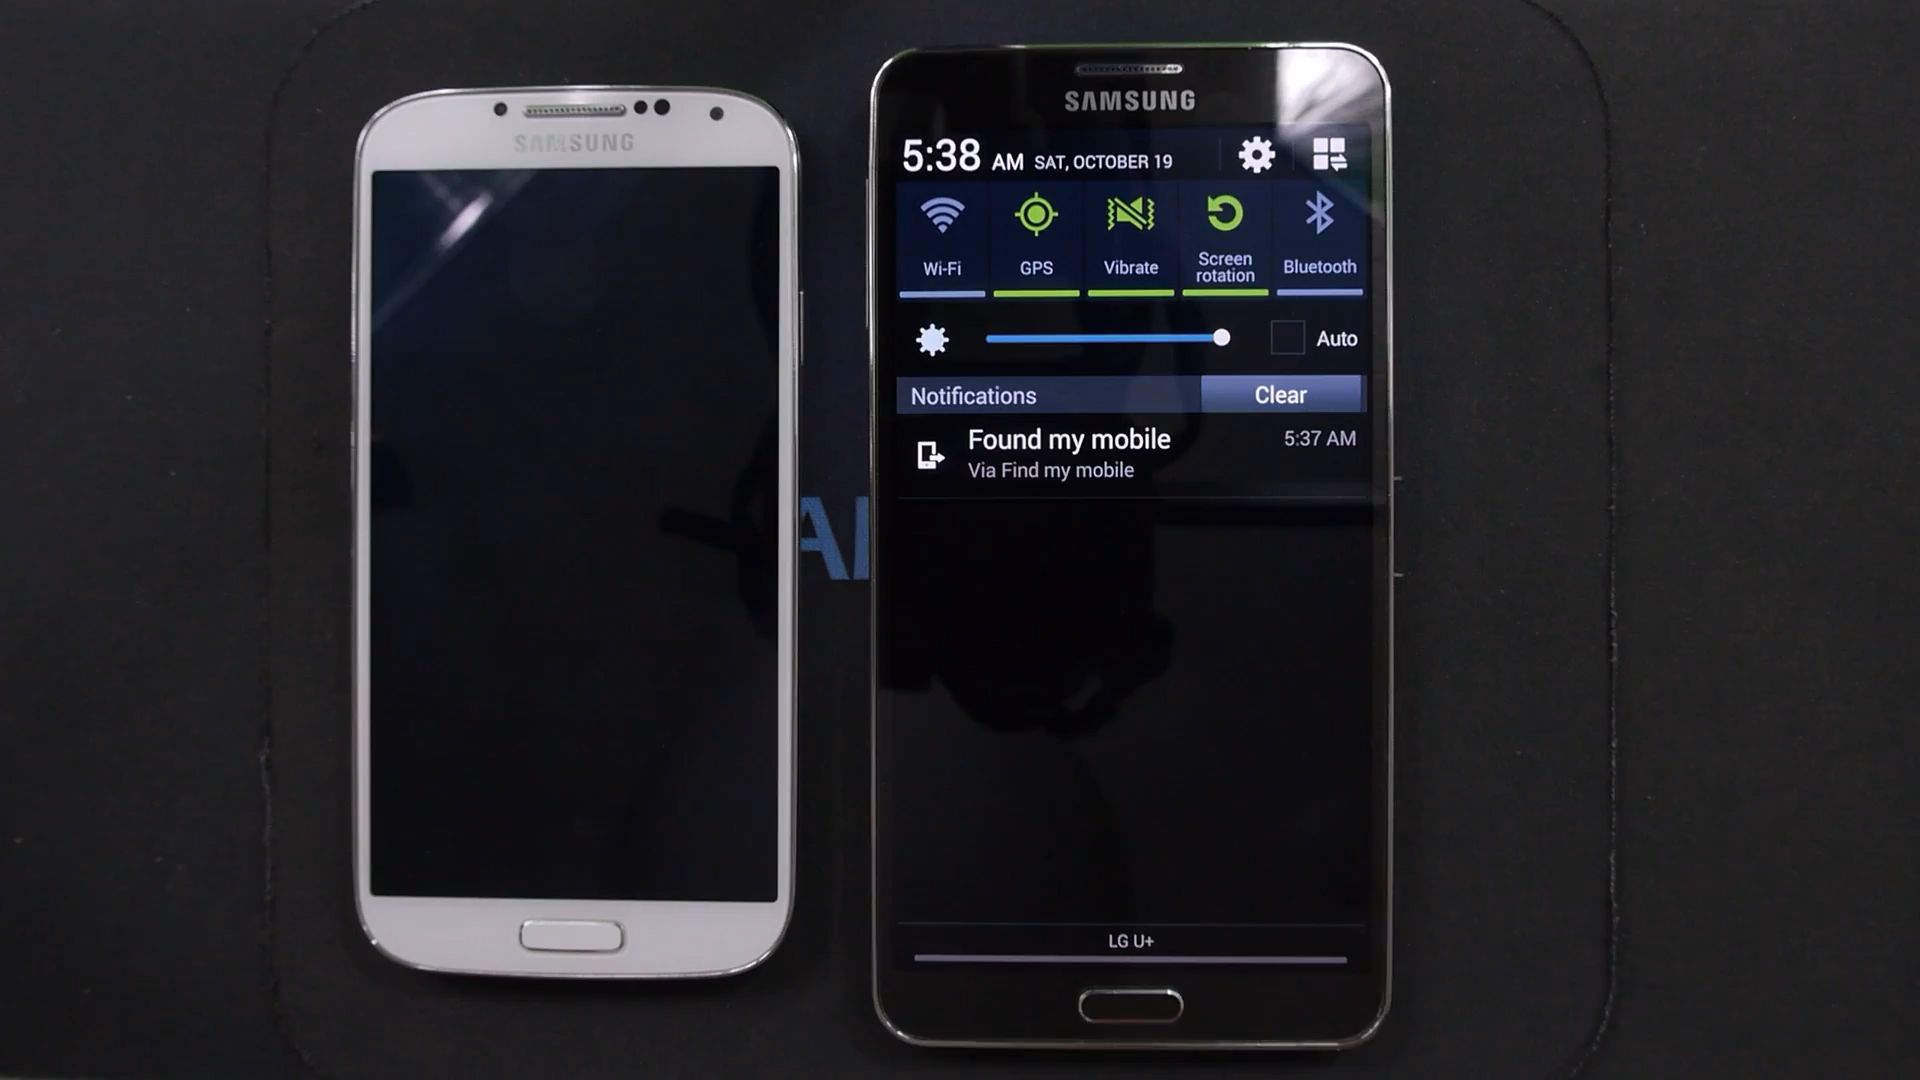 SAMSUNG
SAMSUNG
5:38 AM SAT, OCTOBER 19
Wi-Fi
GPS
Vibrate
Screen
rotation
Bluetooth
Auto
Notifications
Clear
Found my mobile
5:37 AM
Via Find my mobile
LG U+